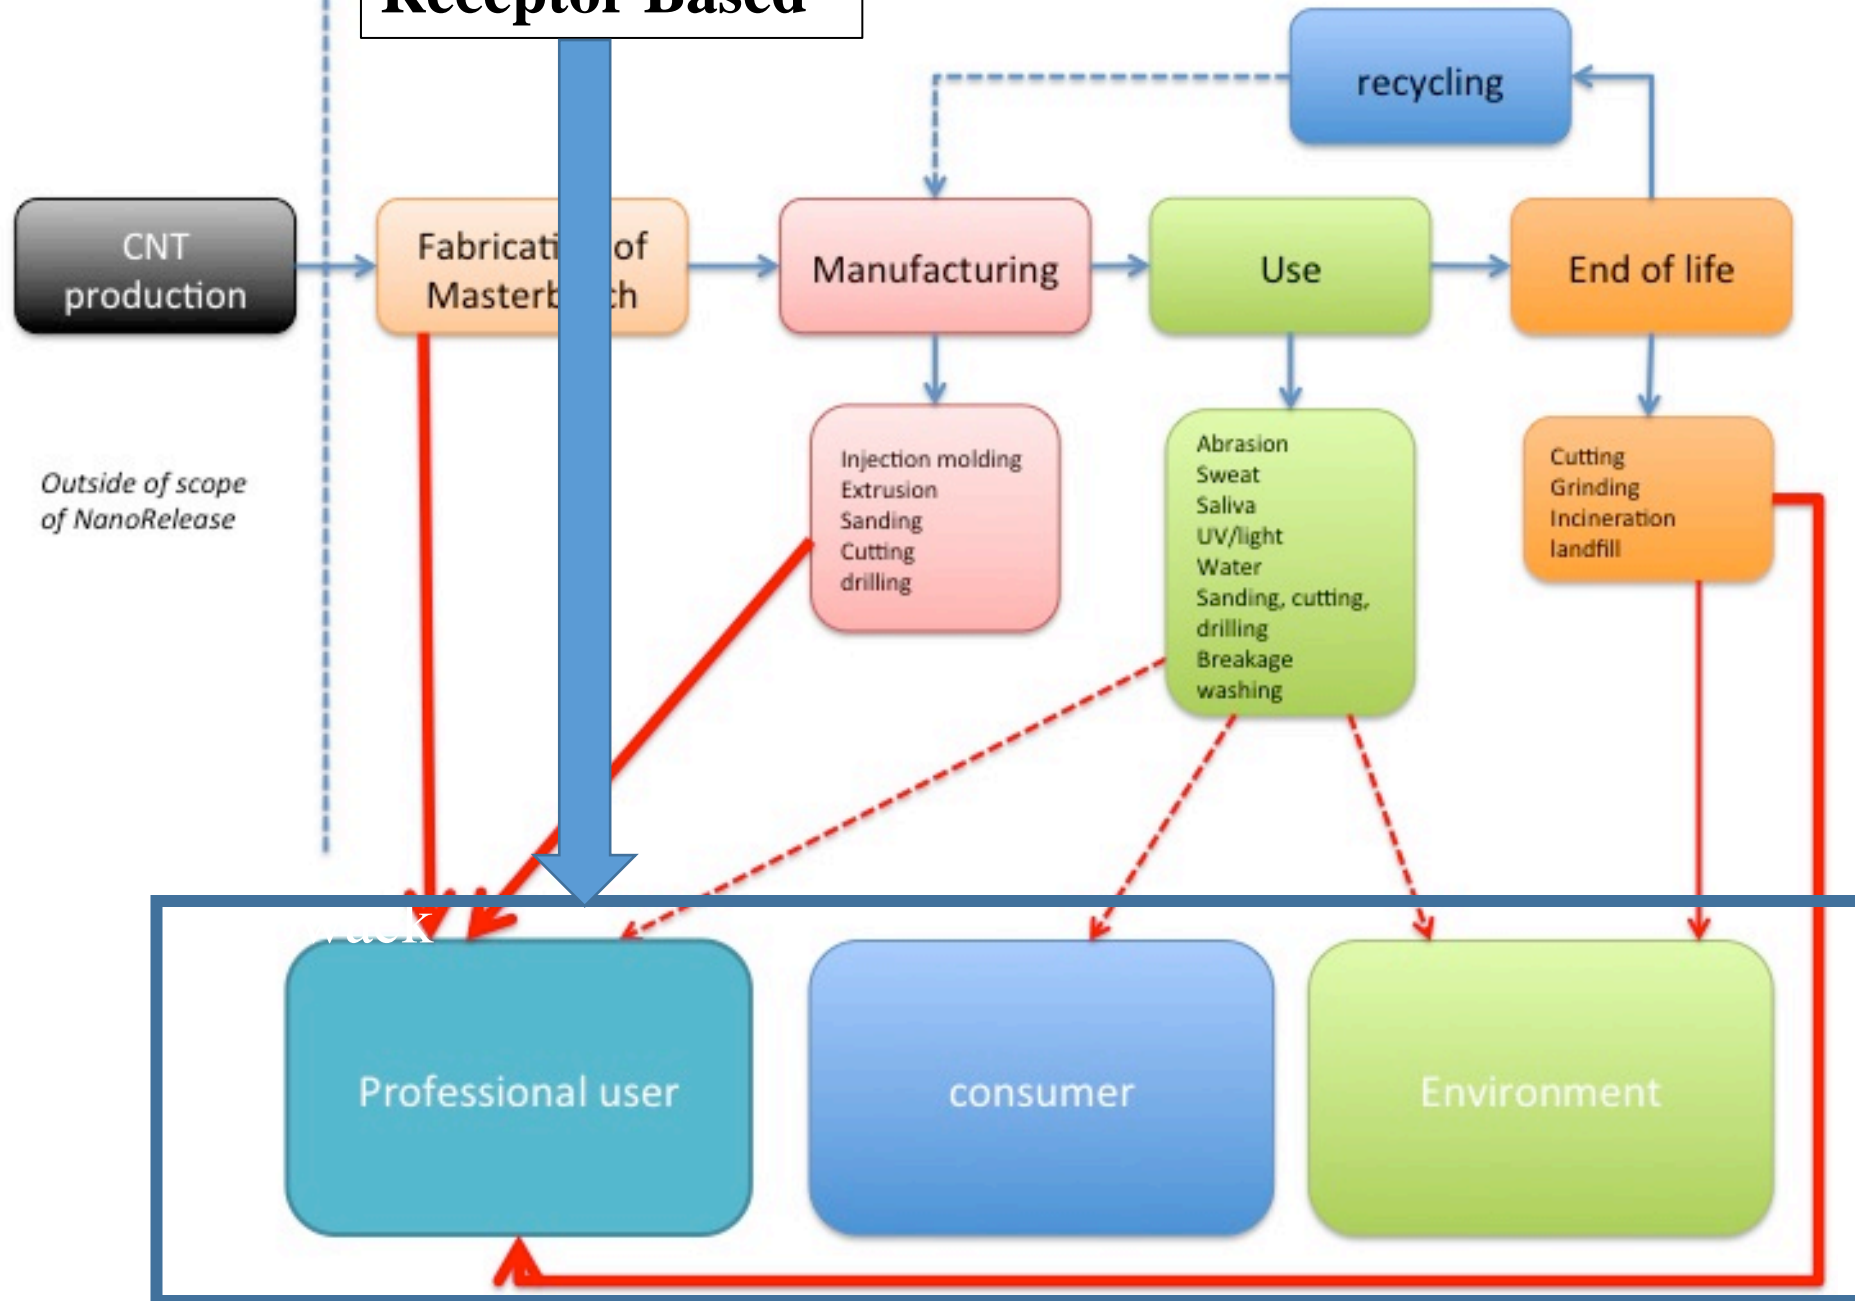 Receptor Based
recycling
CNT
production
Fabricati of
Masterb ch
Manufacturing
Use
End of life
Outside of scope
of NanoRelease
Injection molding
Extrusion
Sanding
Cutting
drilling
Abrasion
Sweat
Saliva
UV/light
Water
Sanding, cutting,
drilling
Breakage
washing
Cutting
Grinding
Incineration
landfill
Professional user
consumer
Environment